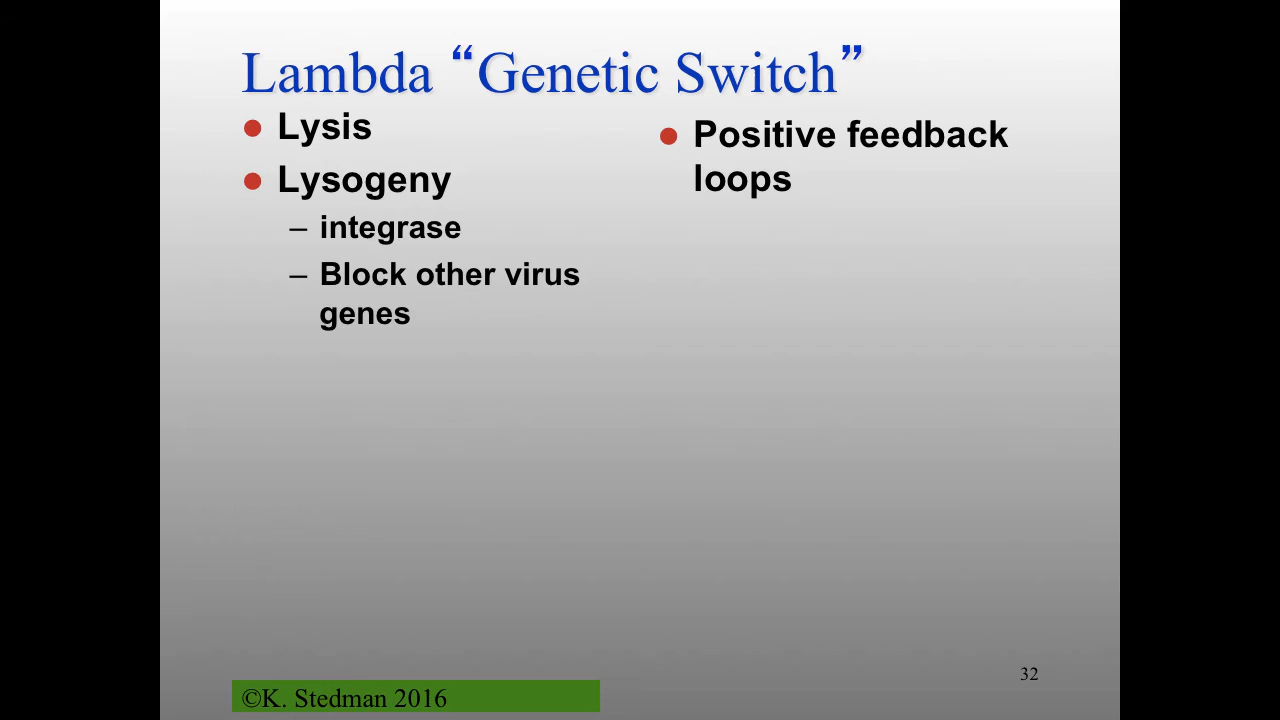 Lambda “Genetic Switch”
● Lysis
● Lysogeny
– integrase
– Block other virus
genes
● Positive feedback
loops
32
©K. Stedman 2016